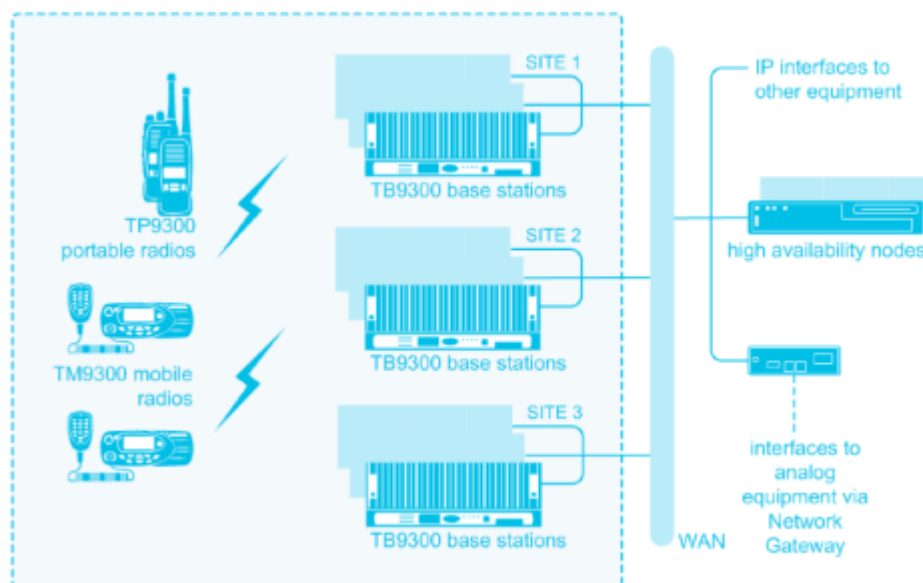 SITE 1
TB9300 base stations
TP9300
portable radios
SITE 2
TB9300 base stations
TM9300 mobile
radios
SITE 3
TB9300 base stations
WAN
IP interfaces to
other equipment
high availability nodes
interfaces to
analog
equipment via
Network
Gateway